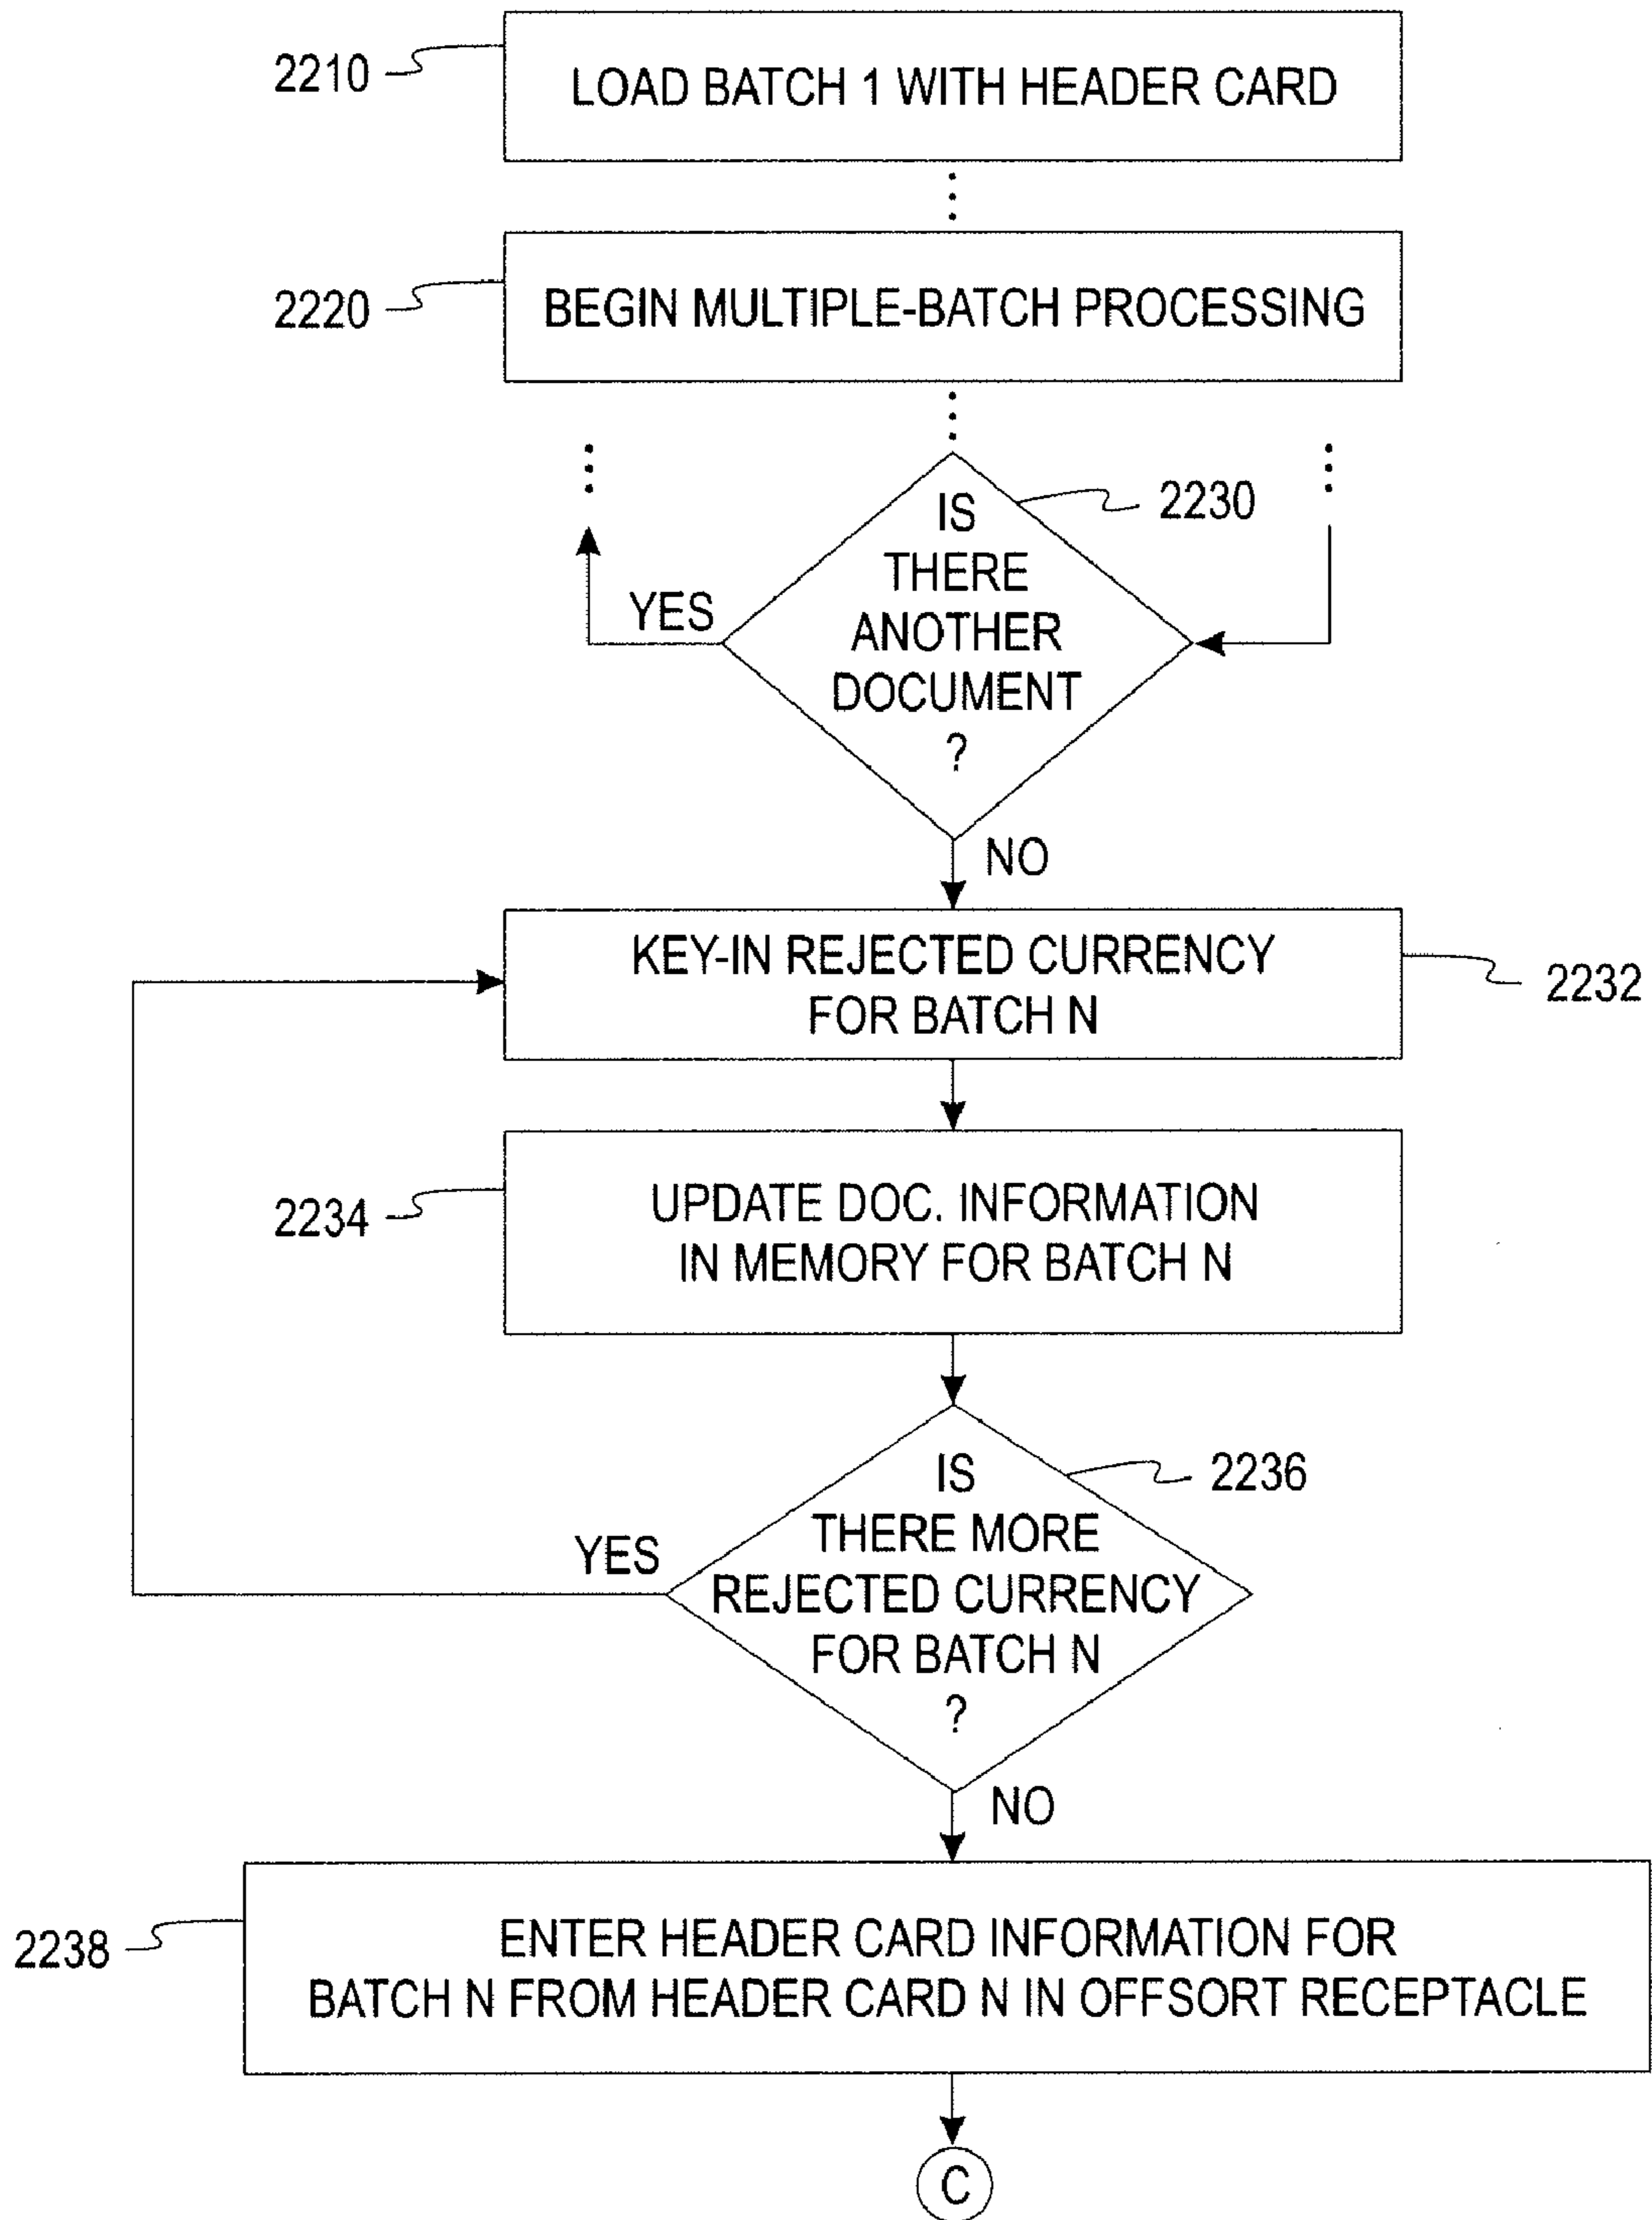 2210
LOAD BATCH 1 WITH HEADER CARD
2220
BEGIN MULTIPLE-BATCH PROCESSING
2230
IS
THERE
ANOTHER
DOCUMENT
?
YES
NO
KEY-IN REJECTED CURRENCY
FOR BATCH N
2232
2234
UPDATE DOC. INFORMATION
IN MEMORY FOR BATCH N
2236
IS
THERE MORE
REJECTED CURRENCY
FOR BATCH N
?
YES
NO
2238
ENTER HEADER CARD INFORMATION FOR
BATCH N FROM HEADER CARD N IN OFFSORT RECEPTACLE
C